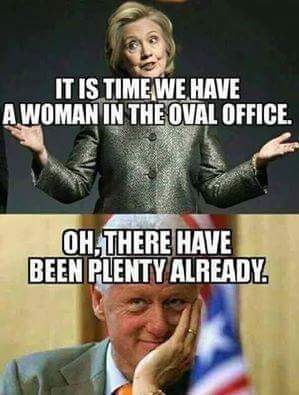 IT IS TIME WE HAVE
A WOMAN IN THE OVAL OFFICE.
OH, THERE HAVE
BEEN PLENTY ALREADY.